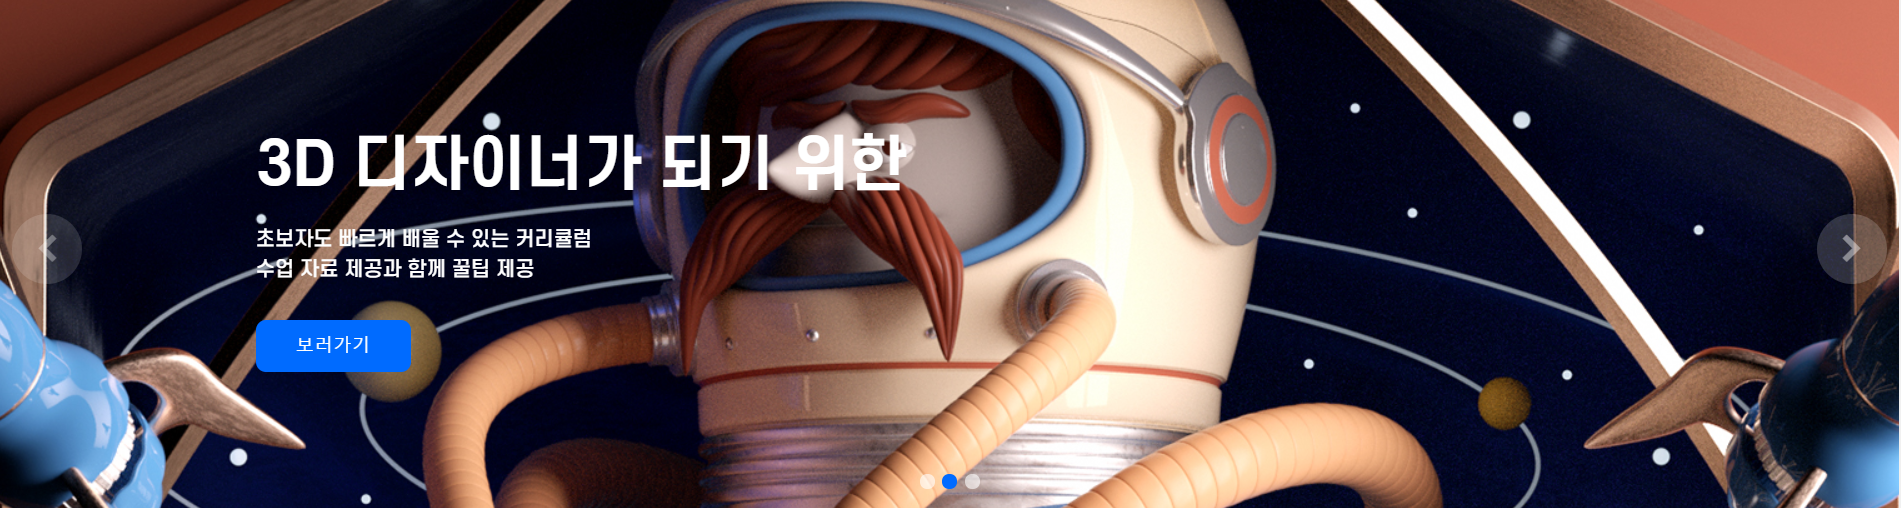 3D 디자이너가 되기 위한
초보자도 빠르게 배울 수 있는 커리큘럼
수업 자료 제공과 함께 꿀팁 제공
보러가기